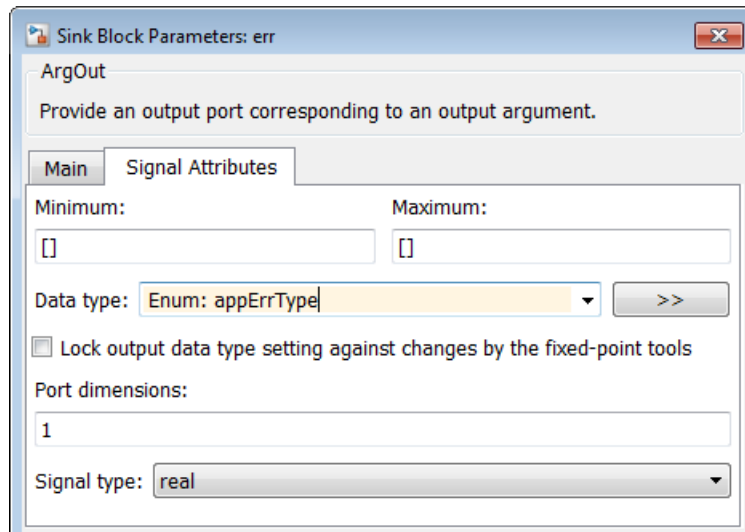 Sink Block Parameters: err
ArgOut
Provide an output port corresponding to an output argument.
Main Signal Attributes
Minimum: Maximum:
[] []
Data type: Enum: appErrType >>
Lock output data type setting against changes by the fixed-point tools
Port dimensions:
1
Signal type: real